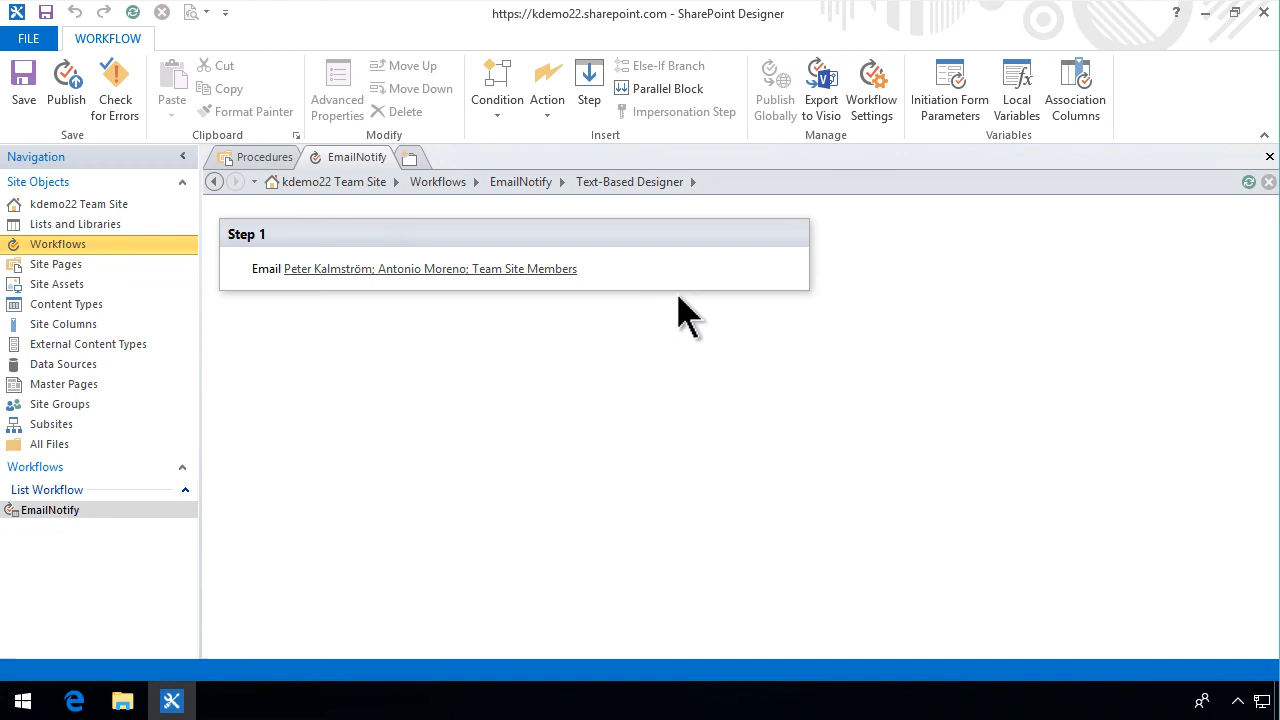 https://kdemo22.sharepoint.com - SharePoint Designer
?
FILE
WORKFLOW
Save
Publish
Check for Errors
Save
Paste
Cut
Copy
Format Painter
Clipboard
Advanced Properties
Move Up
Move Down
Delete
Modify
Condition
Action
Step
Else-If Branch
Parallel Block
Impersonation Step
Insert
Publish Globally
Export to Visio
Workflow Settings
Manage
Initiation Form Parameters
Local Variables
Association Columns
Variables
Navigation
Procedures
EmailNotify
kdemo22 Team Site
Workflows
EmailNotify
Text-Based Designer
Site Objects
kdemo22 Team Site
Lists and Libraries
Workflows
Site Pages
Site Assets
Content Types
Site Columns
External Content Types
Data Sources
Master Pages
Site Groups
Subsites
All Files
Workflows
List Workflow
EmailNotify
Step 1
Email Peter Kalmström; Antonio Moreno; Team Site Members